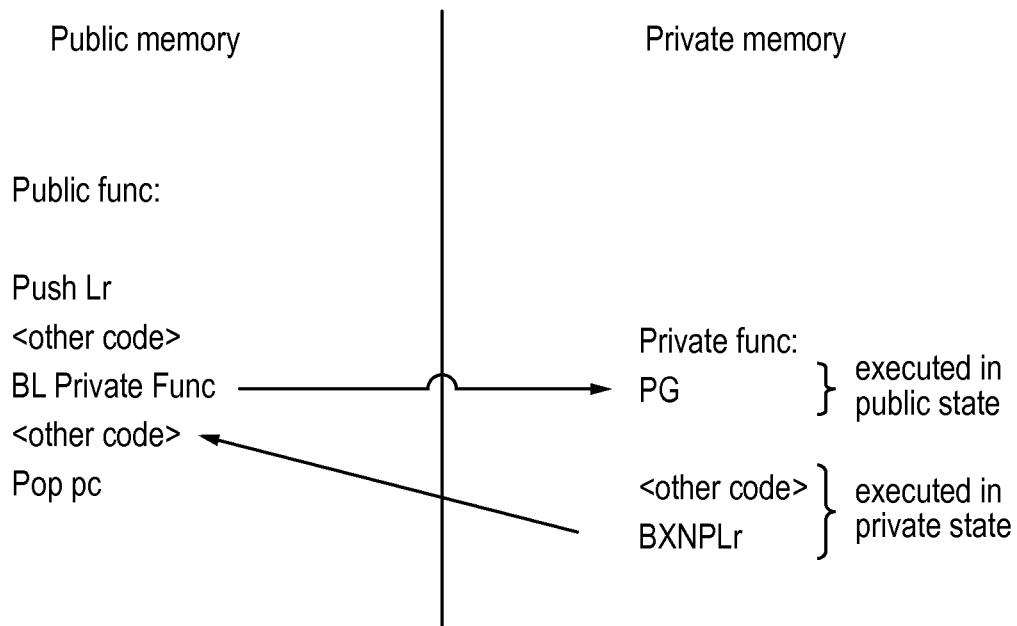 Public memory
Private memory
Public func:
Push Lr
<other code>
BL Private Func
<other code>
Pop pc
Private func:
PG
executed in
public state
<other code>
BXNPLr
executed in
private state